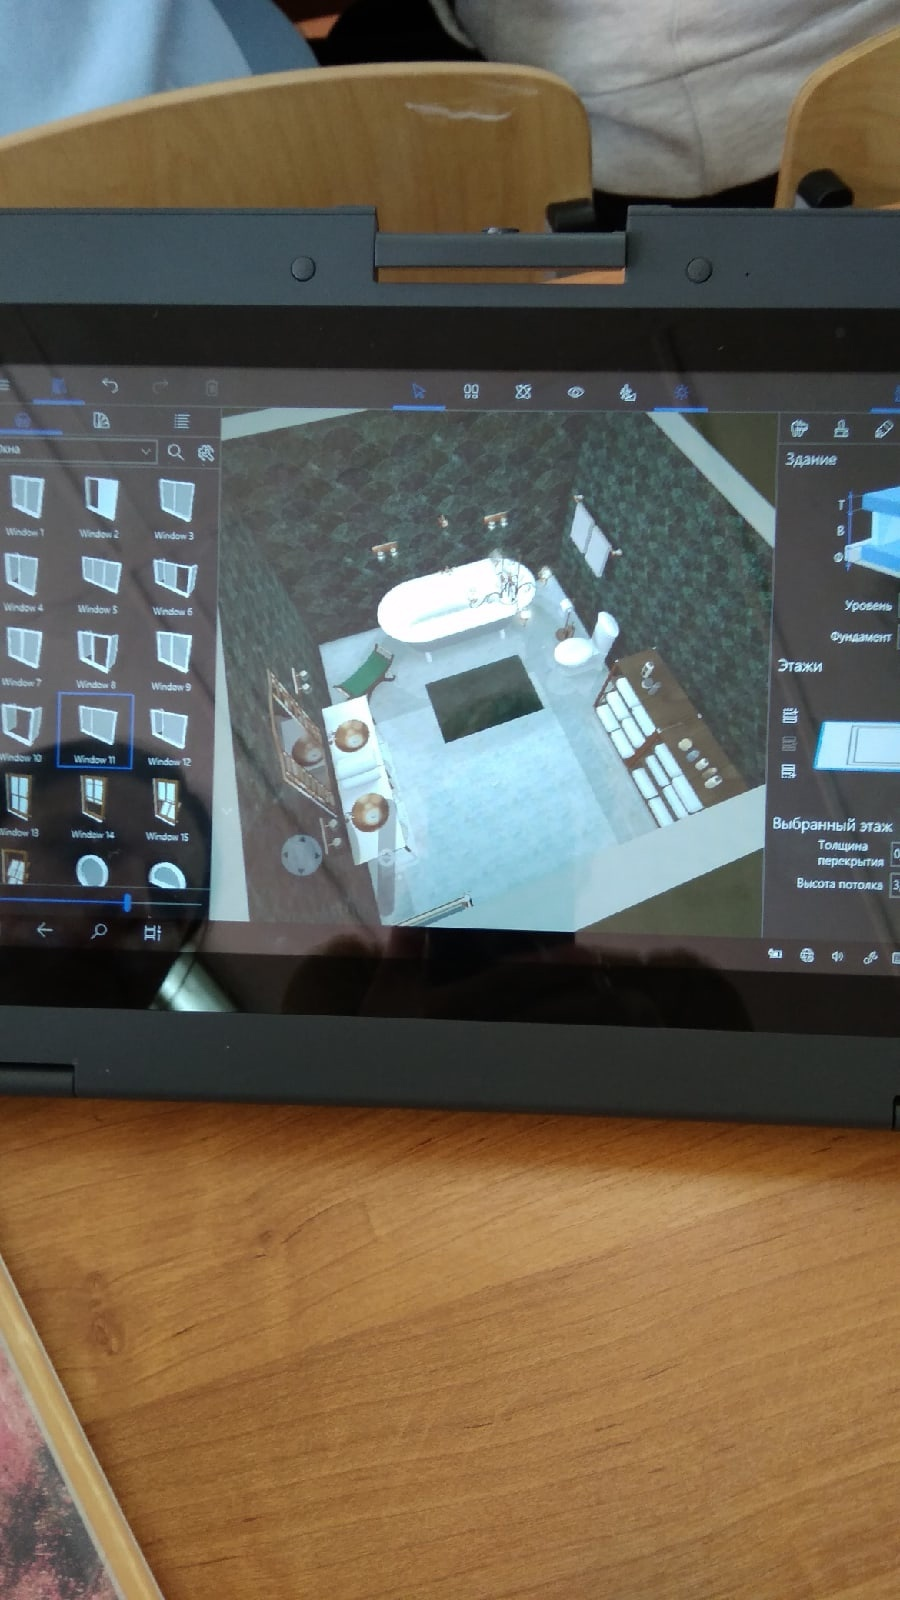 Окна
Window 1
Window 2
Window 3
Window 4
Window 5
Window 6
Window 7
Window 8
Window 9
Window 10
Window 11
Window 12
Window 13
Window 14
Window 15
Здание
Т
В
Ф
Уровень
Фундамент
Этажи
Выбранный этаж
Толщина
перекрытия
Высота потолка